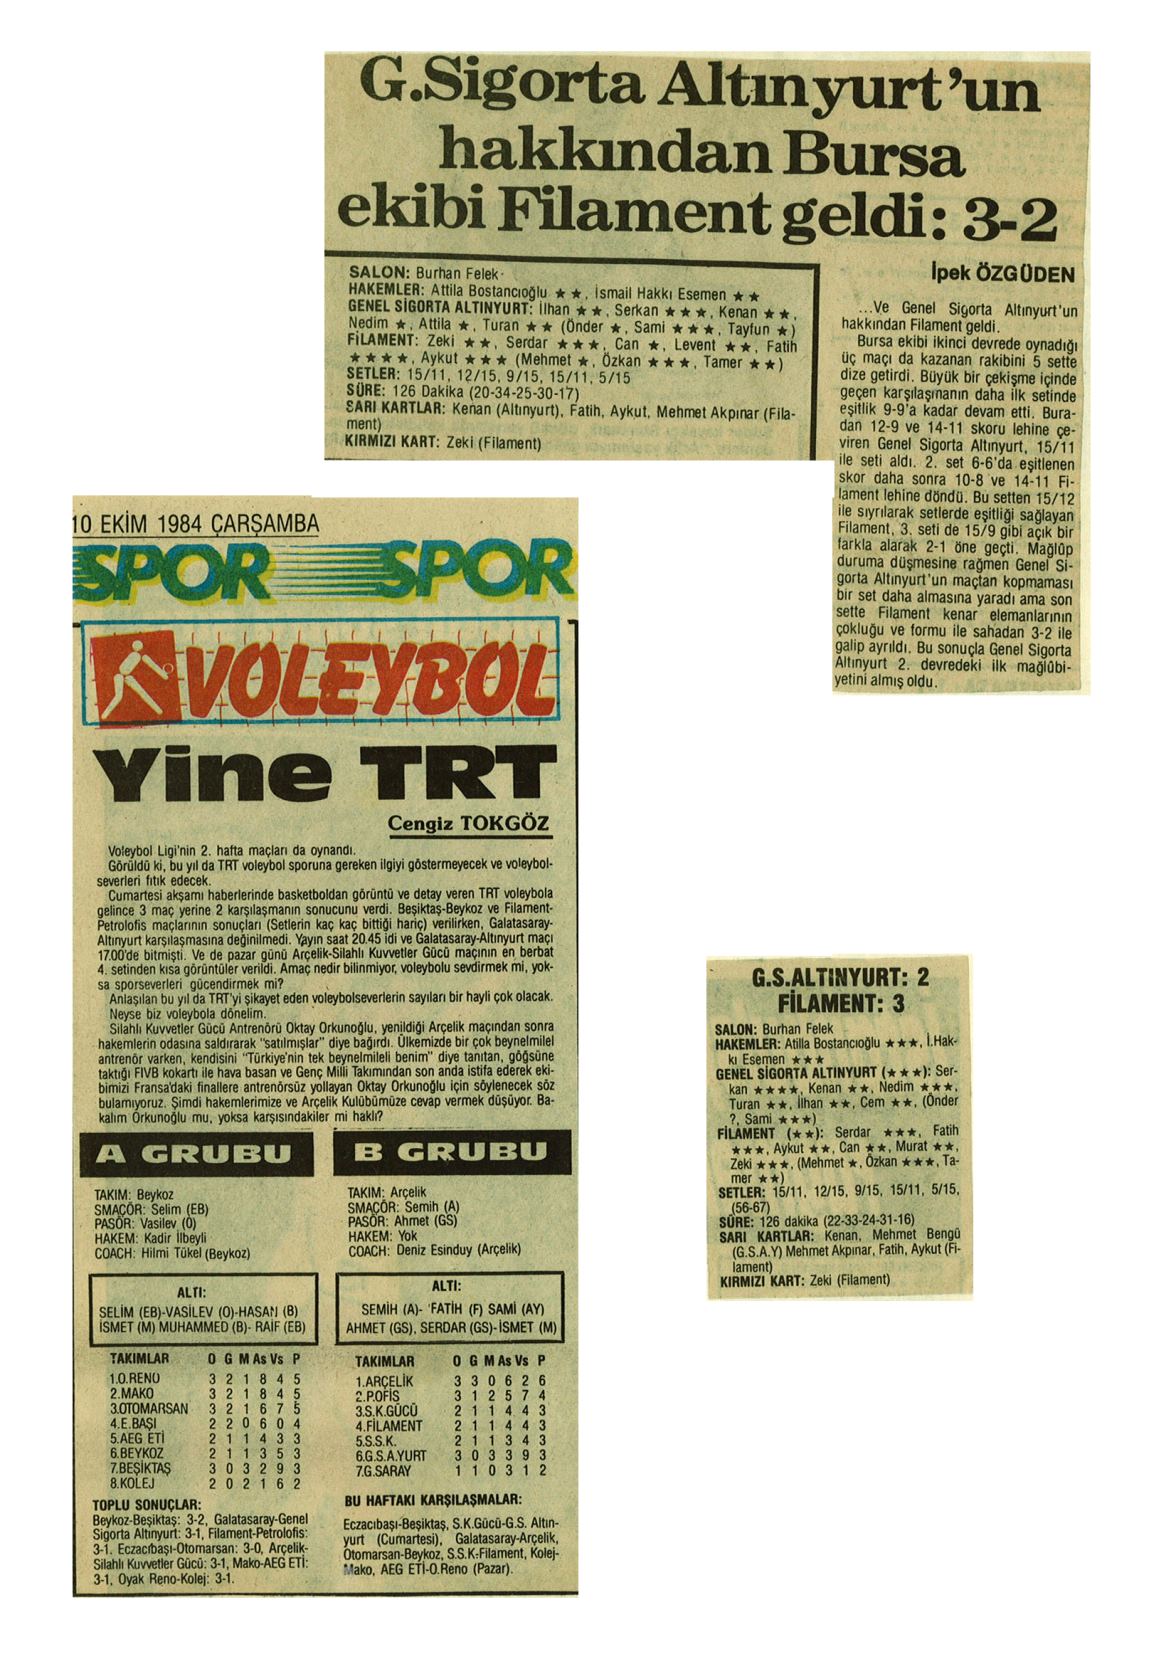 G.Sigorta Altınyurt'un
hakkından Bursa
ekibi Filament geldi: 3-2
SALON: Burhan Felek
HAKEMLER: Attila Bostancıoğlu ★★, İsmail Hakkı Esemen ★★
GENEL SİGORTA ALTINYURT: İlhan ★★, Serkan ★★★, Kenan ★★,
Nedim ★, Attila ★, Turan ★★ (Önder ★, Sami ★★★, Tayfun ★)
FİLAMENT: Zeki ★★, Serdar ★★★, Can ★, Levent ★★, Fatih
★★★★, Aykut ★★★ (Mehmet ★, Özkan ★★★, Tamer ★★)
SETLER: 15/11, 12/15, 9/15, 15/11, 5/15
SÜRE: 126 Dakika (20-34-25-30-17)
SARI KARTLAR: Kenan (Altınyurt), Fatih, Aykut, Mehmet Akpınar (Fila-
ment)
KIRMIZI KART: Zeki (Filament)
İpek ÖZGÜDEN
...Ve Genel Sigorta Altınyurt'un
hakkından Filament geldi.
Bursa ekibi ikinci devrede oynadığı
üç maçı da kazanan rakibini 5 sette
dize getirdi. Büyük bir çekişme içinde
geçen karşılaşmanın daha ilk setinde
eşitlik 9-9'a kadar devam etti. Bura-
dan 12-9 ve 14-11 skoru lehine çe-
viren Genel Sigorta Altınyurt, 15/11
ile seti aldı. 2. set 6-6'da eşitlenen
skor daha sonra 10-8 ve 14-11 Fi-
lament lehine döndü. Bu setten 15/12
ile sıyrılarak setlerde eşitliği sağlayan
Filament, 3. seti de 15/9 gibi açık bir
farkla alarak 2-1 öne geçti. Mağlûp
duruma düşmesine rağmen Genel Si-
gorta Altınyurt'un maçtan kopmaması
bir set daha almasına yaradı ama son
sette Filament kenar elemanlarının
çokluğu ve formu ile sahadan 3-2 ile
galip ayrıldı. Bu sonuçla Genel Sigorta
Altınyurt 2. devredeki ilk mağlûbi-
yetini almış oldu.
10 EKİM 1984 ÇARŞAMBA
SPOR SPOR
VOLEYBOL
Yine TRT
Cengiz TOKGÖZ
Voleybol Ligi'nin 2. hafta maçları da oynandı.
Görüldü ki, bu yıl da TRT voleybol sporuna gereken ilgiyi göstermeyecek ve voleybol-
severleri fıtık edecek.
Cumartesi akşamı haberlerinde basketboldan görüntü ve detay veren TRT voleybola
gelince 3 maç yerine 2 karşılaşmanın sonucunu verdi. Beşiktaş-Beykoz ve Filament-
Petrolofis maçlarının sonuçları (Setlerin kaç kaç bittiği hariç) verilirken, Galatasaray-
Altınyurt karşılaşmasına değinilmedi. Yayın saat 20.45 idi ve Galatasaray-Altınyurt maçı
17.00'de bitmişti. Ve de pazar günü Arçelik-Silahlı Kuvvetler Gücü maçının en berbat
4. setinden kısa görüntüler verildi. Amaç nedir bilinmiyor, voleybolu sevdirmek mi, yok-
sa sporseverleri gücendirmek mi?
Anlaşılan bu yıl da TRT'yi şikayet eden voleybolseverlerin sayıları bir hayli çok olacak.
Neyse biz voleybola dönelim.
Silahlı Kuvvetler Gücü Antrenörü Oktay Orkunoğlu, yenildiği Arçelik maçından sonra
hakemlerin odasına saldırarak "satılmışlar" diye bağırdı. Ülkemizde bir çok beynelmilel
antrenör varken, kendisini "Türkiye'nin tek beynelmileli benim" diye tanıtan, göğsüne
taktığı FIVB kokartı ile hava basan ve Genç Milli Takımından son anda istifa ederek eki-
bimizi Fransa'daki finallere antrenörsüz yollayan Oktay Orkunoğlu için söylenecek söz
bulamıyoruz. Şimdi hakemlerimize ve Arçelik Kulübümüze cevap vermek düşüyor. Ba-
kalım Orkunoğlu mu, yoksa karşısındakiler mi haklı?
A GRUBU
TAKIM: Beykoz
SMAÇÖR: Selim (EB)
PASÖR: Vasilev (O)
HAKEM: Kadir İlbeyli
COACH: Hilmi Tükel (Beykoz)
ALTI:
SELİM (EB)-VASİLEV (O)-HASAN (B)
İSMET (M) MUHAMMED (B)- RAİF (EB)
TAKIMLAR O G M As Vs P
1.O.RENO 3 2 1 8 4 5
2.MAKO 3 2 1 8 4 5
3.OTOMARSAN 3 2 1 6 7 5
4.E.BAŞI 2 2 0 6 0 4
5.AEG ETİ 2 1 1 4 3 3
6.BEYKOZ 2 1 1 3 5 3
7.BEŞİKTAŞ 3 0 3 2 9 3
8.KOLEJ 2 0 2 1 6 2
TOPLU SONUÇLAR:
Beykoz-Beşiktaş: 3-2, Galatasaray-Genel
Sigorta Altınyurt: 3-1, Filament-Petrolofis:
3-1. Eczacıbaşı-Otomarsan: 3-0, Arçelik-
Silahlı Kuvvetler Gücü: 3-1, Mako-AEG ETİ:
3-1, Oyak Reno-Kolej: 3-1.
B GRUBU
TAKIM: Arçelik
SMAÇÖR: Semih (A)
PASÖR: Ahmet (GS)
HAKEM: Yok
COACH: Deniz Esinduy (Arçelik)
ALTI:
SEMİH (A)- FATİH (F) SAMİ (AY)
AHMET (GS), SERDAR (GS)-İSMET (M)
TAKIMLAR O G M As Vs P
1.ARÇELİK 3 3 0 6 2 6
2.P.OFİS 3 1 2 5 7 4
3.S.K.GÜCÜ 2 1 1 4 4 3
4.FİLAMENT 2 1 1 4 4 3
5.S.S.K. 2 1 1 3 4 3
6.G.S.A.YURT 3 0 3 3 9 3
7.G.SARAY 1 1 0 3 1 2
BU HAFTAKİ KARŞILAŞMALAR:
Eczacıbaşı-Beşiktaş, S.K.Gücü-G.S. Altın-
yurt (Cumartesi), Galatasaray-Arçelik,
Otomarsan-Beykoz, S.S.K-Filament, Kolej-
Mako, AEG ETİ-O.Reno (Pazar).
G.S.ALTINYURT: 2
FİLAMENT: 3
SALON: Burhan Felek
HAKEMLER: Atilla Bostancıoğlu ★★★, İ.Hak-
kı Esemen ★★★
GENEL SİGORTA ALTINYURT (★★★): Ser-
kan ★★★★, Kenan ★★, Nedim ★★★,
Turan ★★, İlhan ★★, Cem ★★, (Önder
?, Sami ★★★)
FİLAMENT (★★): Serdar ★★★, Fatih
★★★, Aykut ★★, Can ★★, Murat ★★,
Zeki ★★★, (Mehmet ★, Özkan ★★★, Ta-
mer ★★)
SETLER: 15/11, 12/15, 9/15, 15/11, 5/15,
(56-67)
SÜRE: 126 dakika (22-33-24-31-16)
SARI KARTLAR: Kenan, Mehmet Bengü
(G.S.A.Y) Mehmet Akpınar, Fatih, Aykut (Fi-
lament)
KIRMIZI KART: Zeki (Filament)